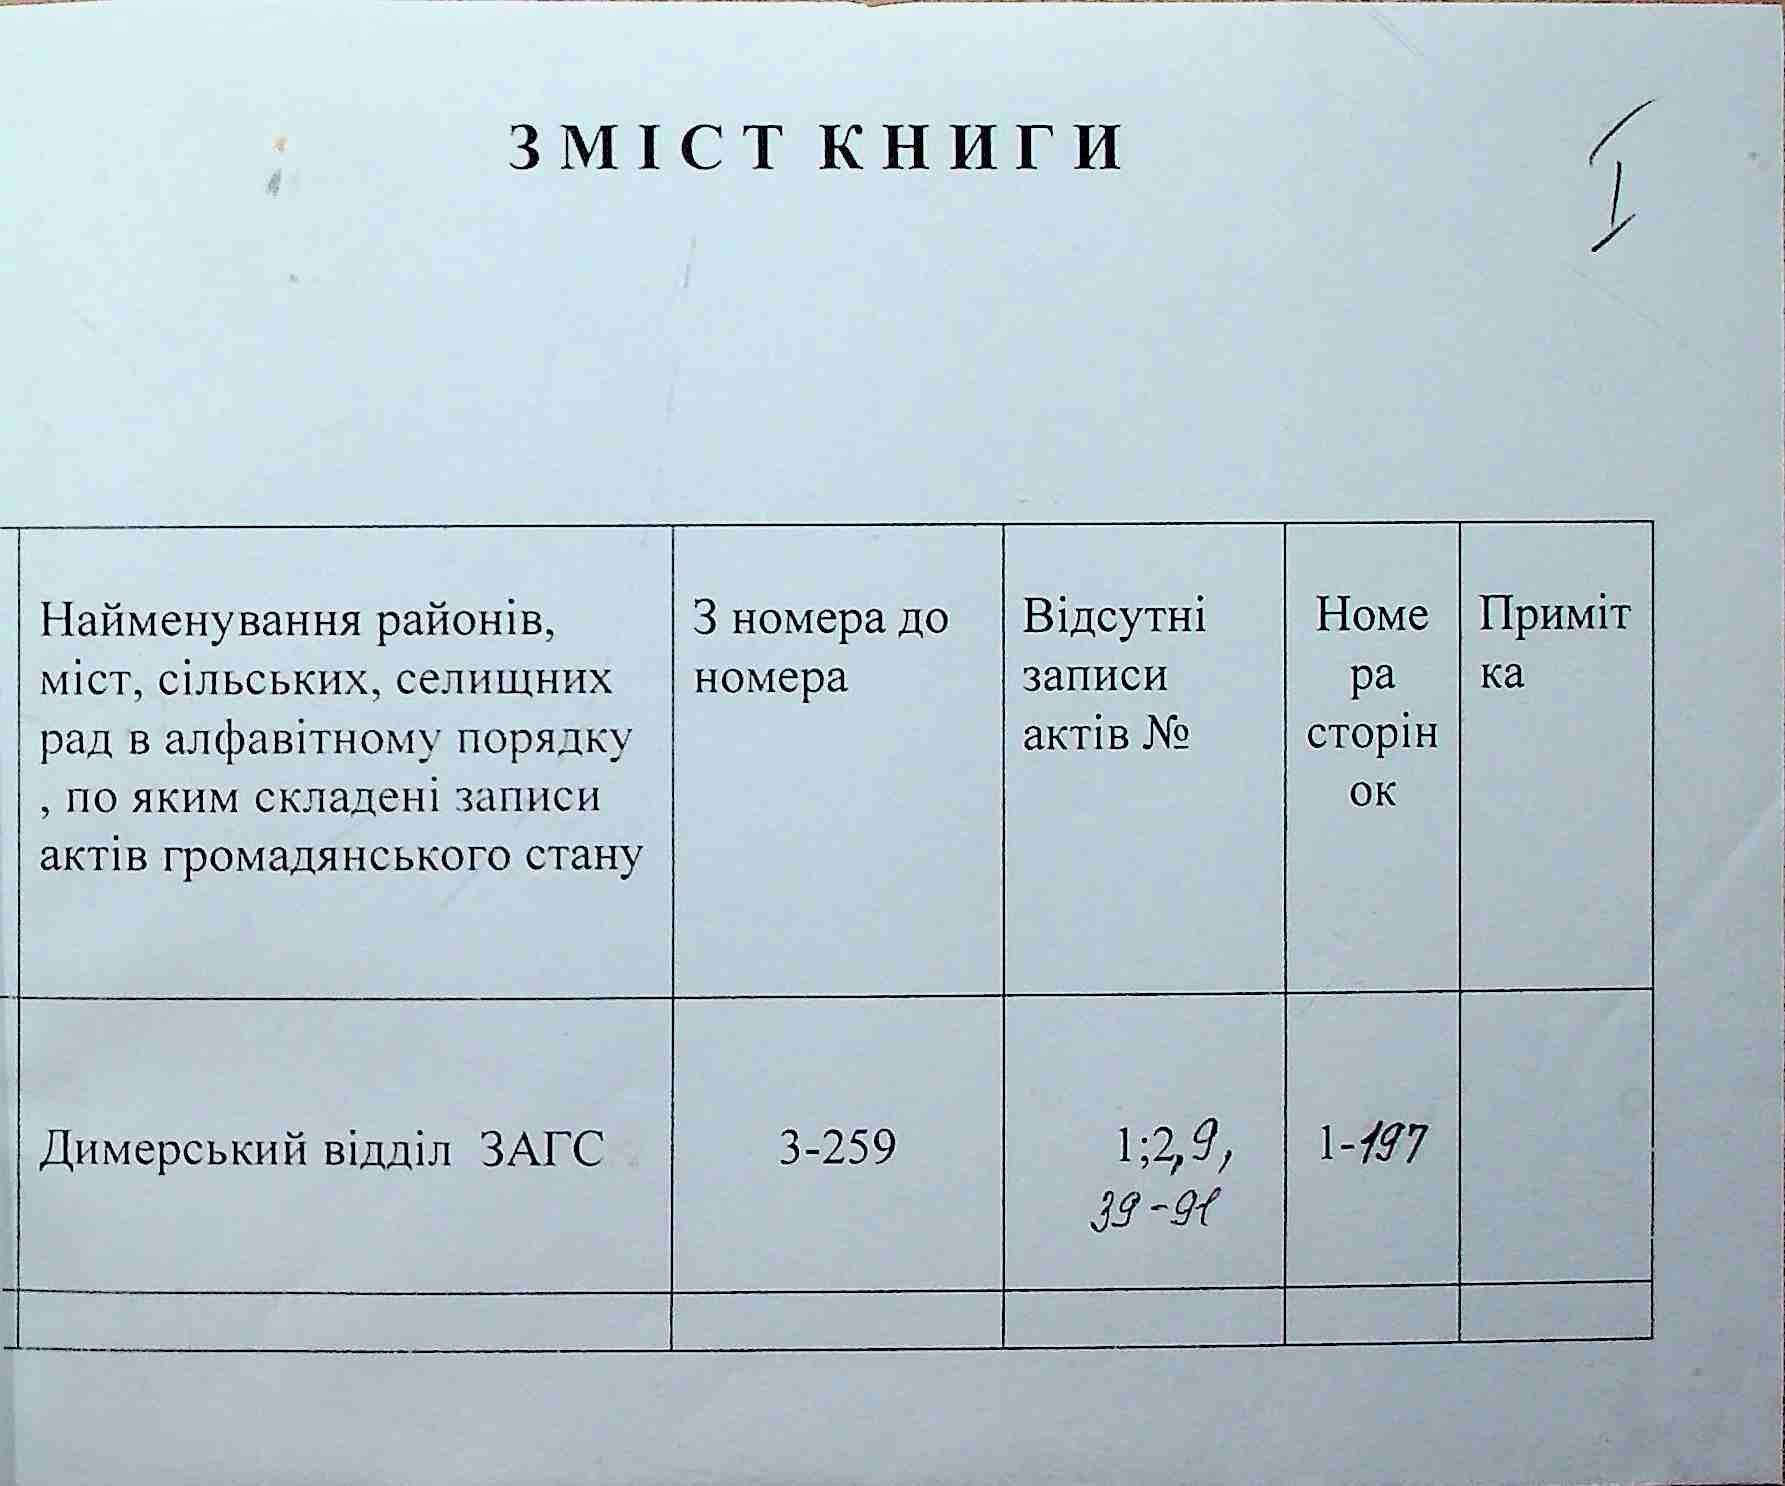 ЗМІСТ КНИГИ
I
Найменування районів,
міст, сільських, селищних
рад в алфавітному порядку
, по яким складені записи
актів громадянського стану
З номера до
номера
Відсутні
записи
актів №
Номе
ра
сторін
ок
Приміт
ка
Димерський відділ ЗАГС
3-259
1;2,9,
39-91
1-197